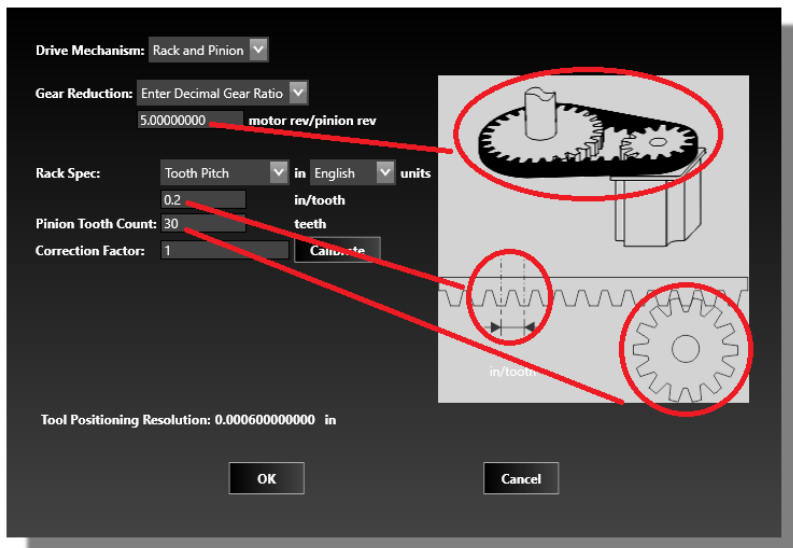 Drive Mechanism: Rack and Pinion
Gear Reduction: Enter Decimal Gear Ratio
5.00000000 motor rev/pinion rev
Rack Spec: Tooth Pitch in English units
0.2 in/tooth
Pinion Tooth Count: 30 teeth
Correction Factor: 1 Calibrate
in/tooth
Tool Positioning Resolution: 0.000600000000 in
OK Cancel